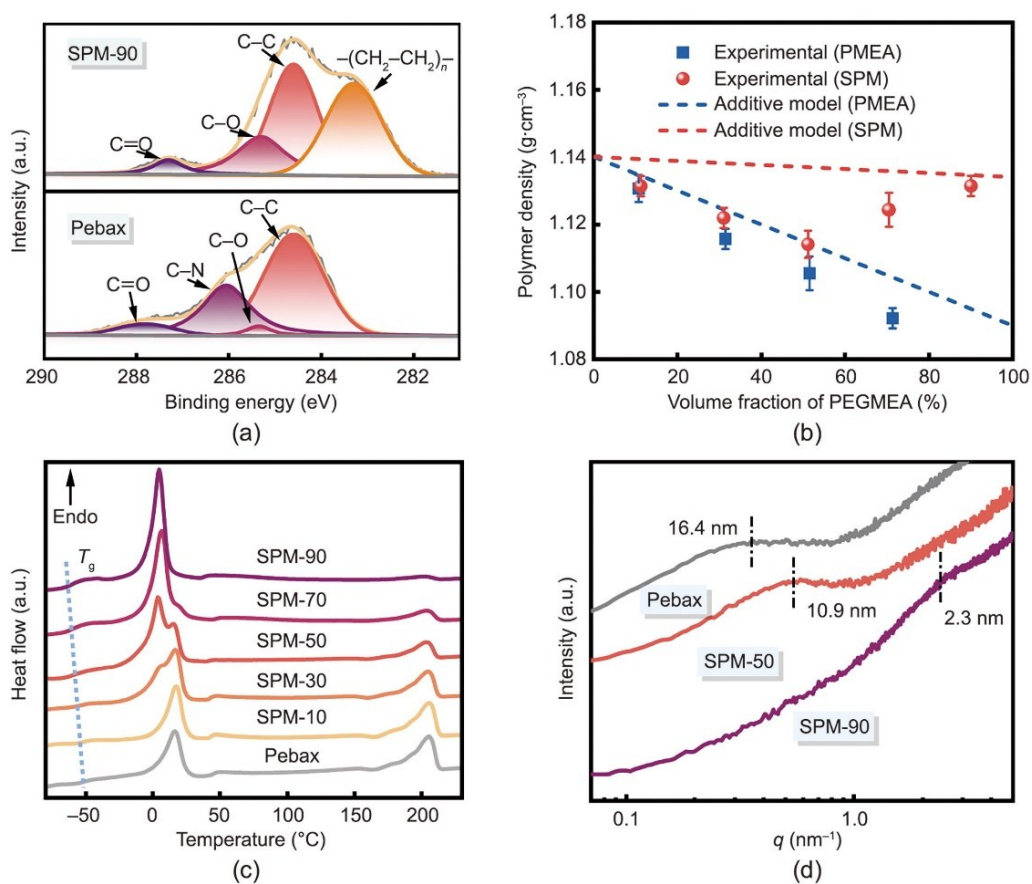 SPM-90
C–C
–(CH2–CH2)n–
C–O
C=O
Pebax
C–C
C–O
C–N
C=O
Intensity (a.u.)
290 288 286 284 282
Binding energy (eV)
(a)
1.18
1.16
1.14
1.12
1.10
1.08
Polymer density (g·cm⁻³)
Experimental (PMEA)
Experimental (SPM)
Additive model (PMEA)
Additive model (SPM)
0 20 40 60 80 100
Volume fraction of PEGMEA (%)
(b)
Endo
Tg
SPM-90
SPM-70
SPM-50
SPM-30
SPM-10
Pebax
Heat flow (a.u.)
–50 0 50 100 150 200
Temperature (°C)
(c)
16.4 nm
Pebax
10.9 nm
2.3 nm
SPM-50
SPM-90
Intensity (a.u.)
0.1 1.0
q (nm⁻¹)
(d)